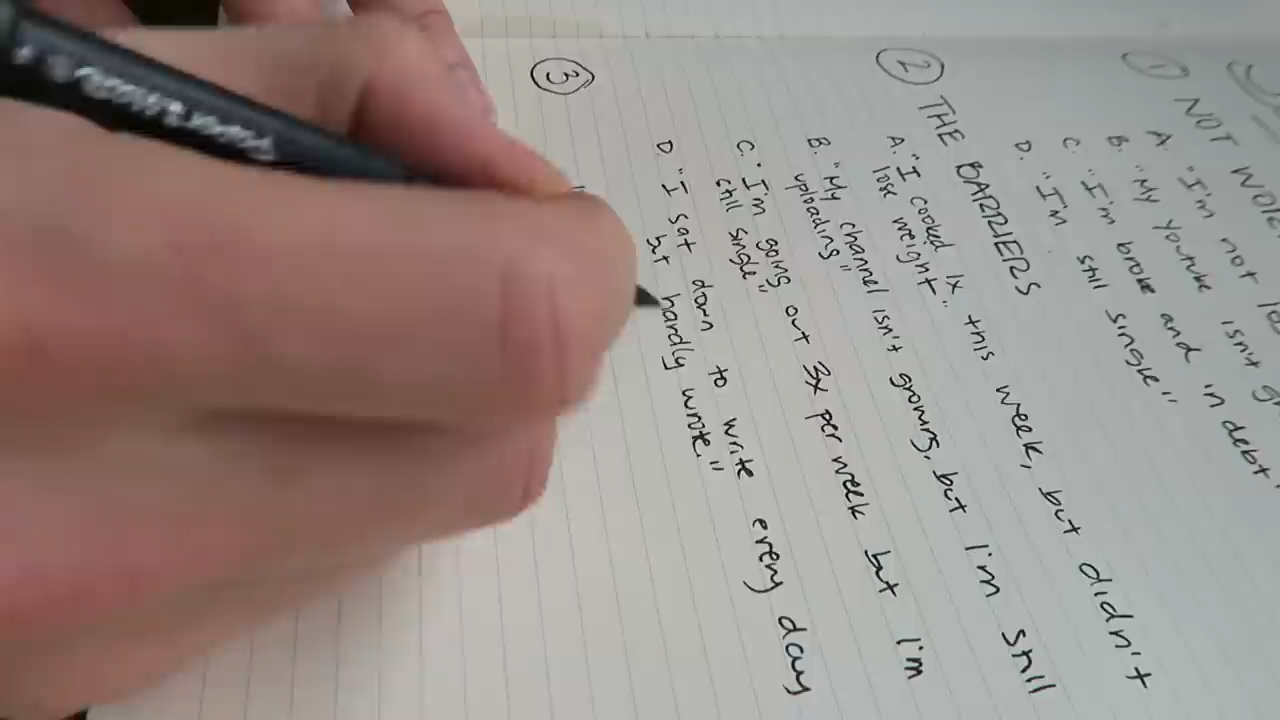 ① NOT
A. "I'm not
B. "My Youtube isn't
C. "I'm broke and in debt"
D. "I'm still single"
② THE BARRIERS
A. "I cooked 1x this week, but didn't
lose weight."
B. "My channel isn't growing, but I'm still
uploading"
C. "I'm going out 3x per week but I'm
still single"
D. "I sat down to write every day
but hardly wrote."
③
Paper Mate